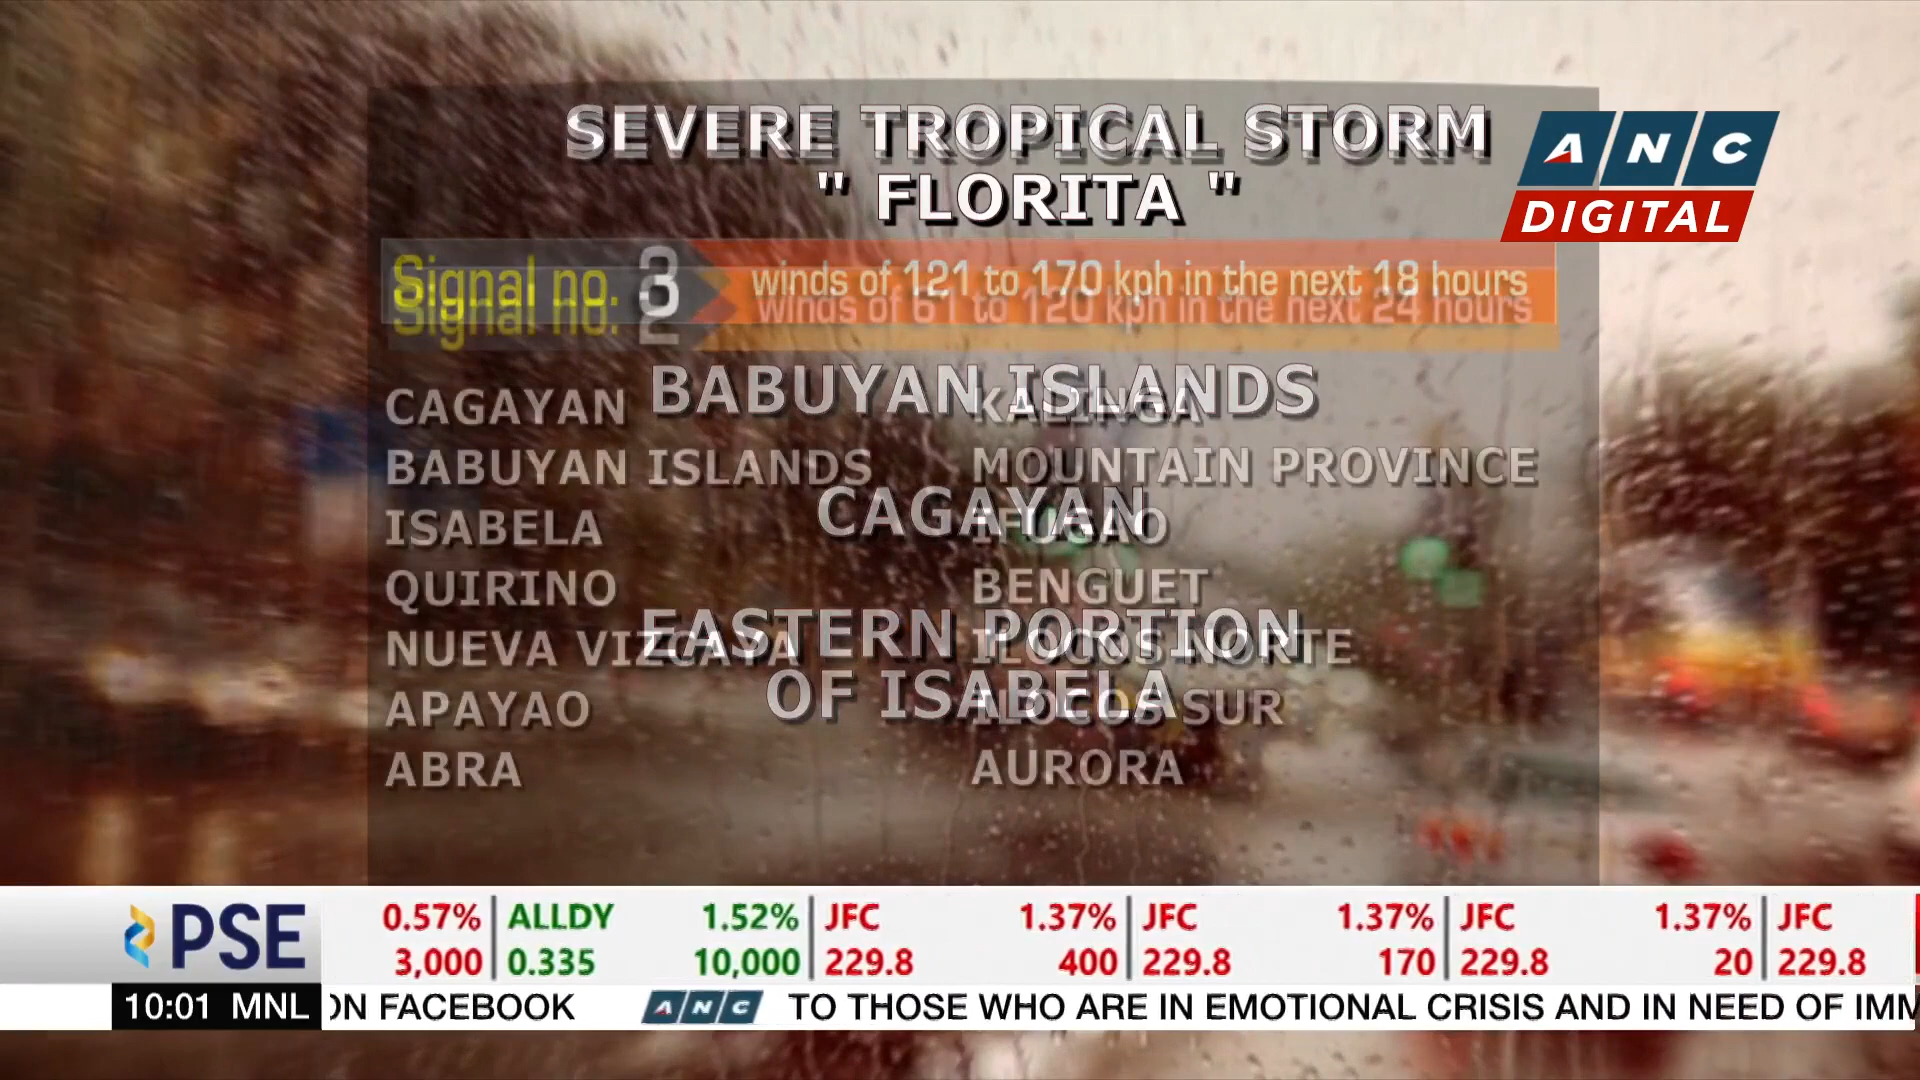 SEVERE TROPICAL STORM
" FLORITA "
ANC
DIGITAL
Signal no. 3
winds of 121 to 170 kph in the next 18 hours
Signal no. 2
winds of 61 to 120 kph in the next 24 hours
BABUYAN ISLANDS
CAGAYAN
EASTERN PORTION
OF ISABELA
CAGAYAN
BABUYAN ISLANDS
ISABELA
QUIRINO
NUEVA VIZCAYA
APAYAO
ABRA
KALINGA
MOUNTAIN PROVINCE
IFUGAO
BENGUET
ILOCOS NORTE
ILOCOS SUR
AURORA
PSE
0.57% ALLDY 1.52% JFC 1.37% JFC 1.37% JFC 1.37% JFC
3,000 0.335 10,000 229.8 400 229.8 170 229.8 20 229.8
10:01 MNL ON FACEBOOK ANC TO THOSE WHO ARE IN EMOTIONAL CRISIS AND IN NEED OF IMM